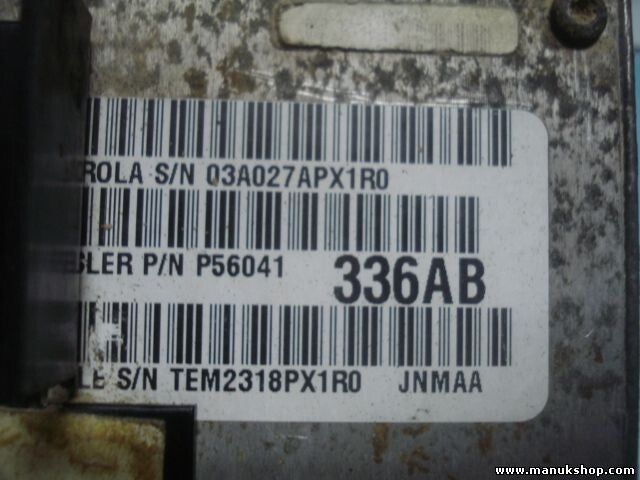 ROLA S/N 03A027APX1R0
SLER P/N P56041 336AB
LE S/N TEM2318PX1R0 JNMAA
www.manukshop.com